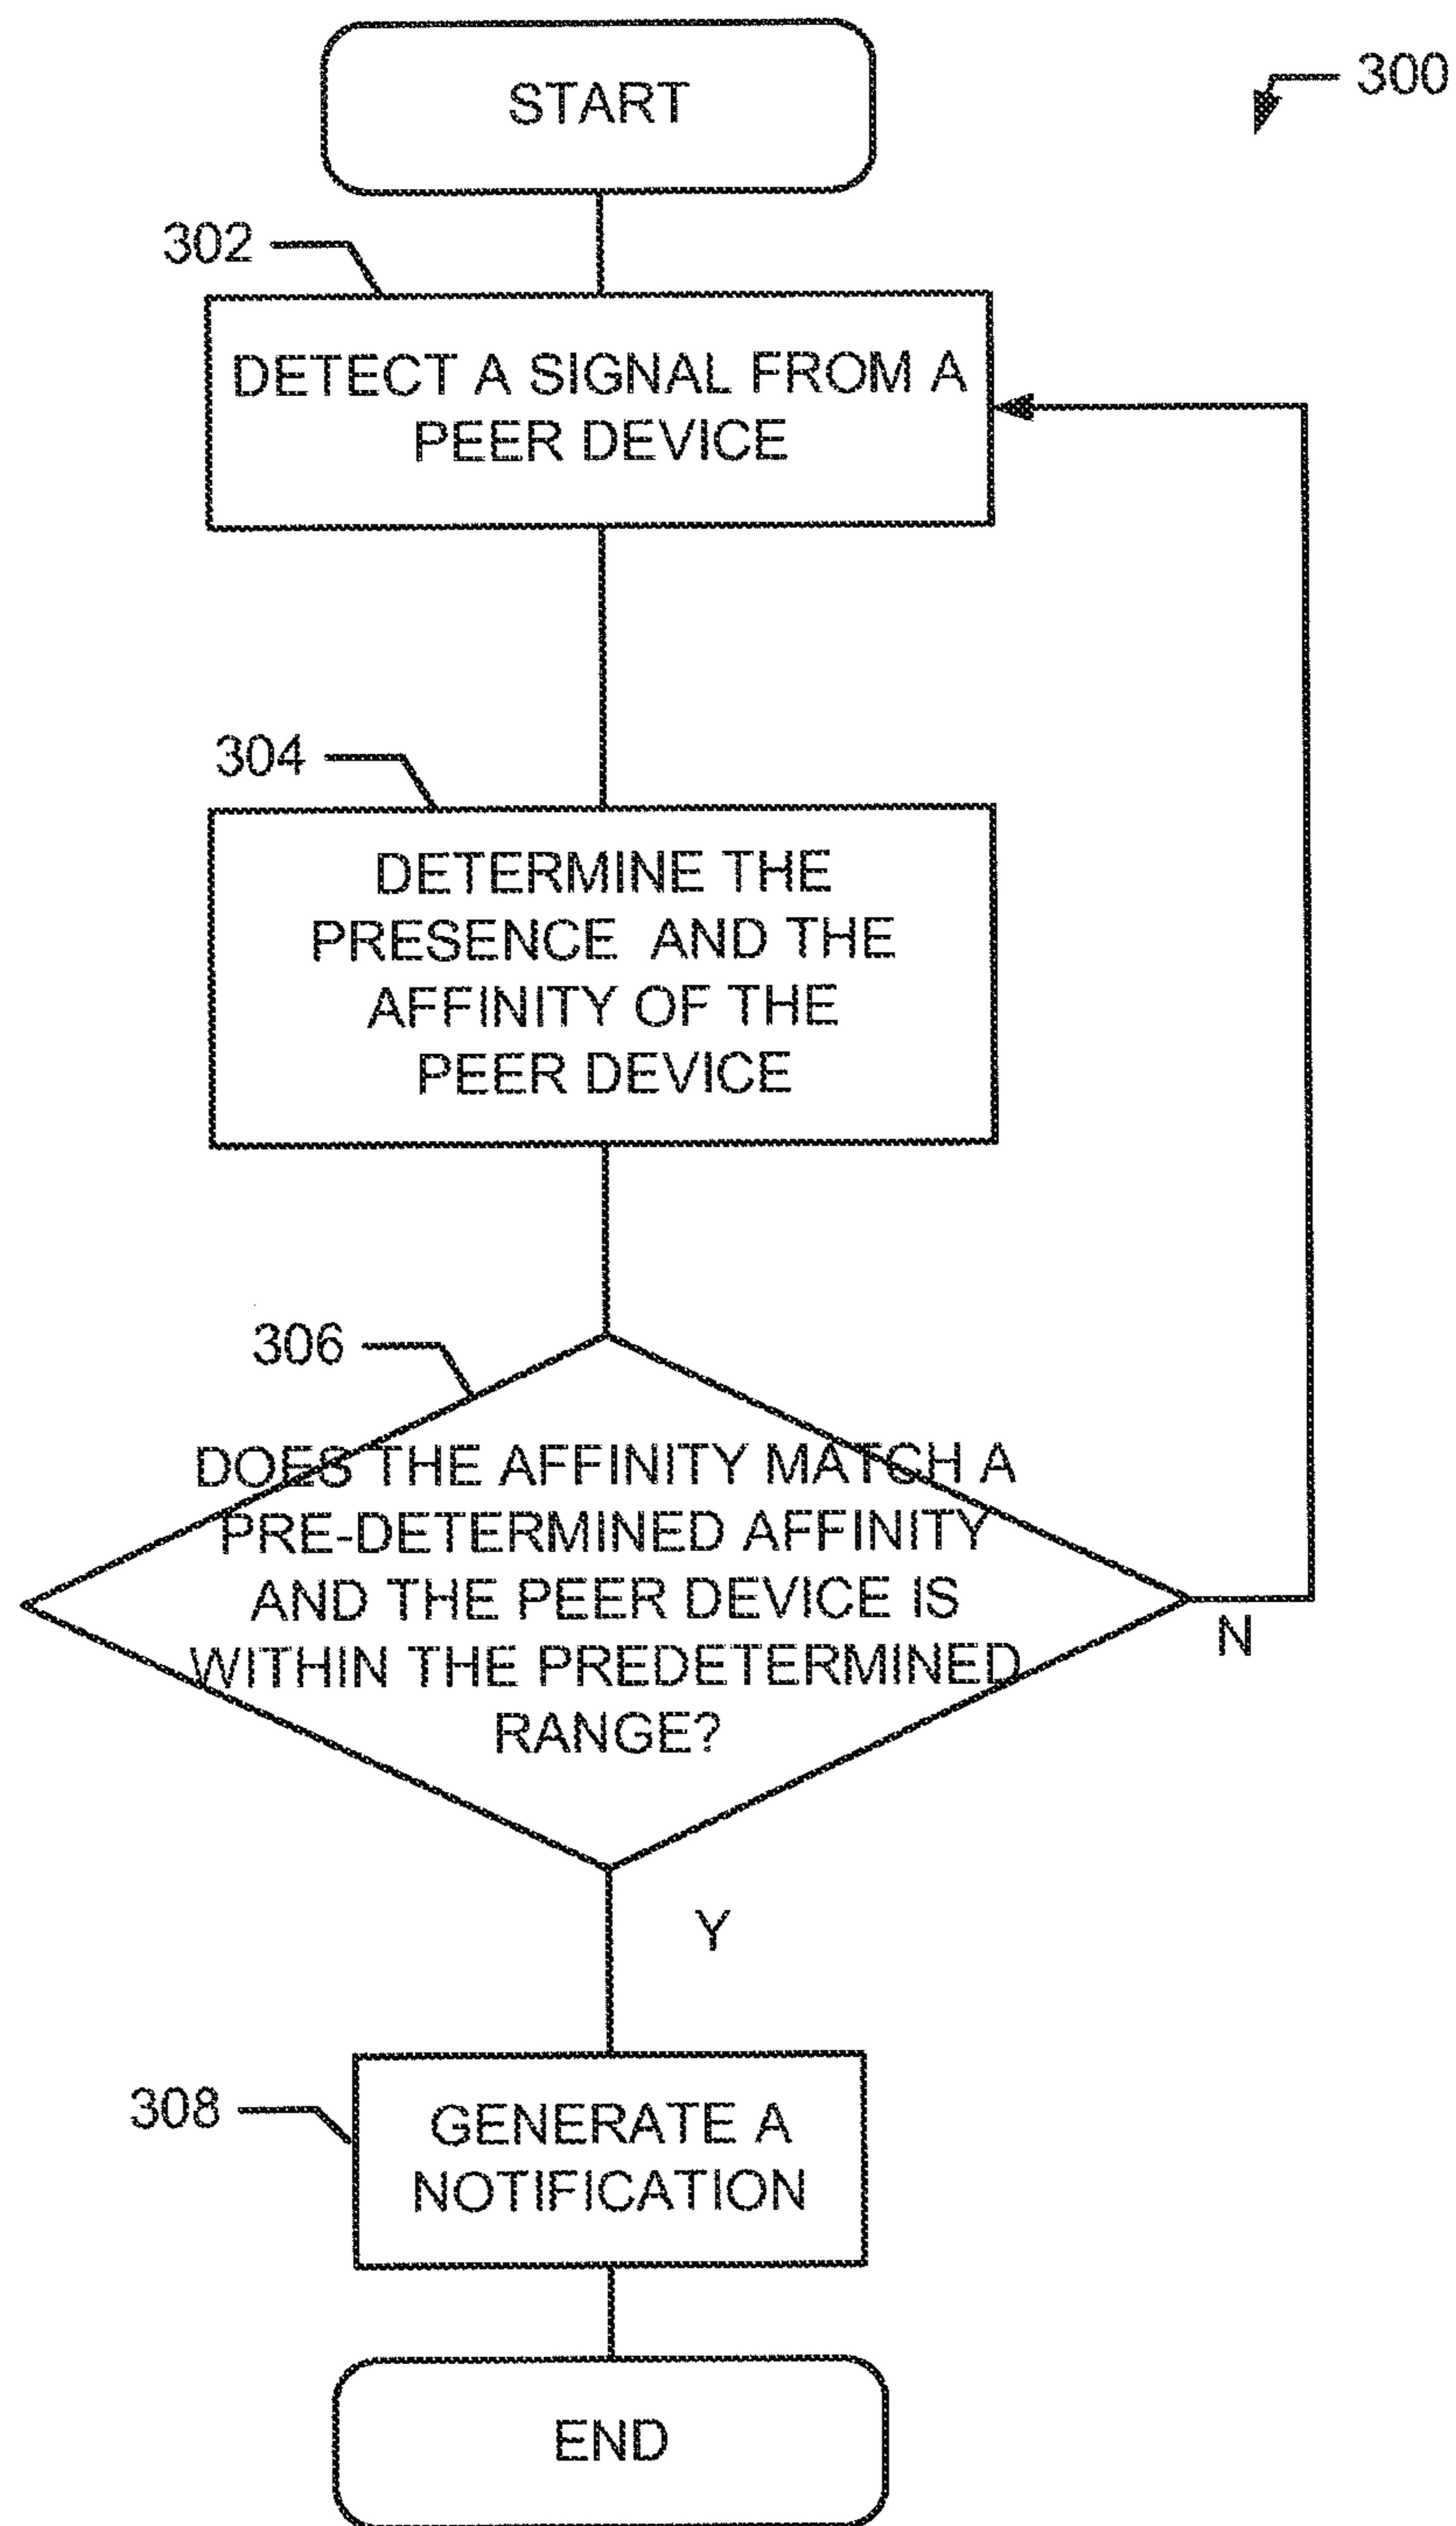 START
300
302
DETECT A SIGNAL FROM A
PEER DEVICE
304
DETERMINE THE
PRESENCE AND THE
AFFINITY OF THE
PEER DEVICE
306
DOES THE AFFINITY MATCH A
PRE-DETERMINED AFFINITY
AND THE PEER DEVICE IS
WITHIN THE PREDETERMINED
RANGE?
N
Y
308
GENERATE A
NOTIFICATION
END